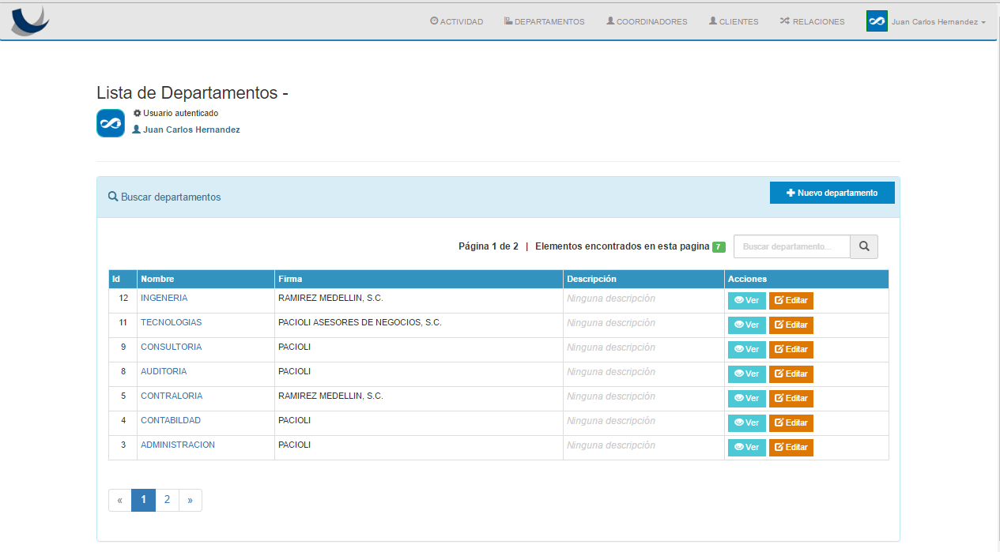 ACTIVIDAD DEPARTAMENTOS COORDINADORES CLIENTES RELACIONES Juan Carlos Hernandez
Lista de Departamentos -
Usuario autenticado
Juan Carlos Hernandez
Buscar departamentos
Nuevo departamento
Página 1 de 2 | Elementos encontrados en esta pagina 7 Buscar departamento...
Id Nombre Firma Descripción Acciones
12 INGENERIA RAMIREZ MEDELLIN, S.C. Ninguna descripción Ver Editar
11 TECNOLOGIAS PACIOLI ASESORES DE NEGOCIOS, S.C. Ninguna descripción Ver Editar
9 CONSULTORIA PACIOLI Ninguna descripción Ver Editar
8 AUDITORIA PACIOLI Ninguna descripción Ver Editar
5 CONTRALORIA RAMIREZ MEDELLIN, S.C. Ninguna descripción Ver Editar
4 CONTABILDAD PACIOLI Ninguna descripción Ver Editar
3 ADMINISTRACION PACIOLI Ninguna descripción Ver Editar
« 1 2 »